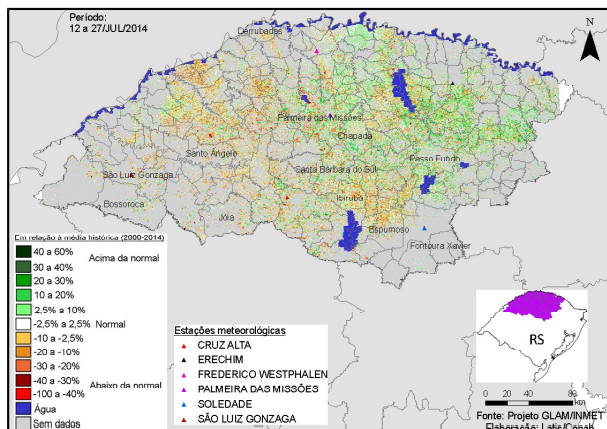 Período:
12 a 27/JUL/2014
N
Derrubadas
Palmeira das Missões
Chapada
Santo Ângelo
Passo Fundo
Santa Bárbara do Sul
São Luiz Gonzaga
Bossoroca
Ibirubá
Jóia
Espumoso
Fontoura Xavier
Em relação à média histórica (2000-2014)
40 a 60%
Acima da normal
30 a 40%
20 a 30%
10 a 20%
2,5% a 10%
-2,5% a 2,5%
Normal
-10 a -2,5%
-20 a -10%
-30 a -20%
-40 a -30%
Abaixo da normal
-100 a -40%
Água
Sem dados
Estações meteorológicas
CRUZ ALTA
ERECHIM
FREDERICO WESTPHALEN
PALMEIRA DAS MISSÕES
SOLEDADE
SÃO LUIZ GONZAGA
RS
0 20 40 80
km
Fonte: Projeto GLAM/INMET
Elaboração: Latis/Conab